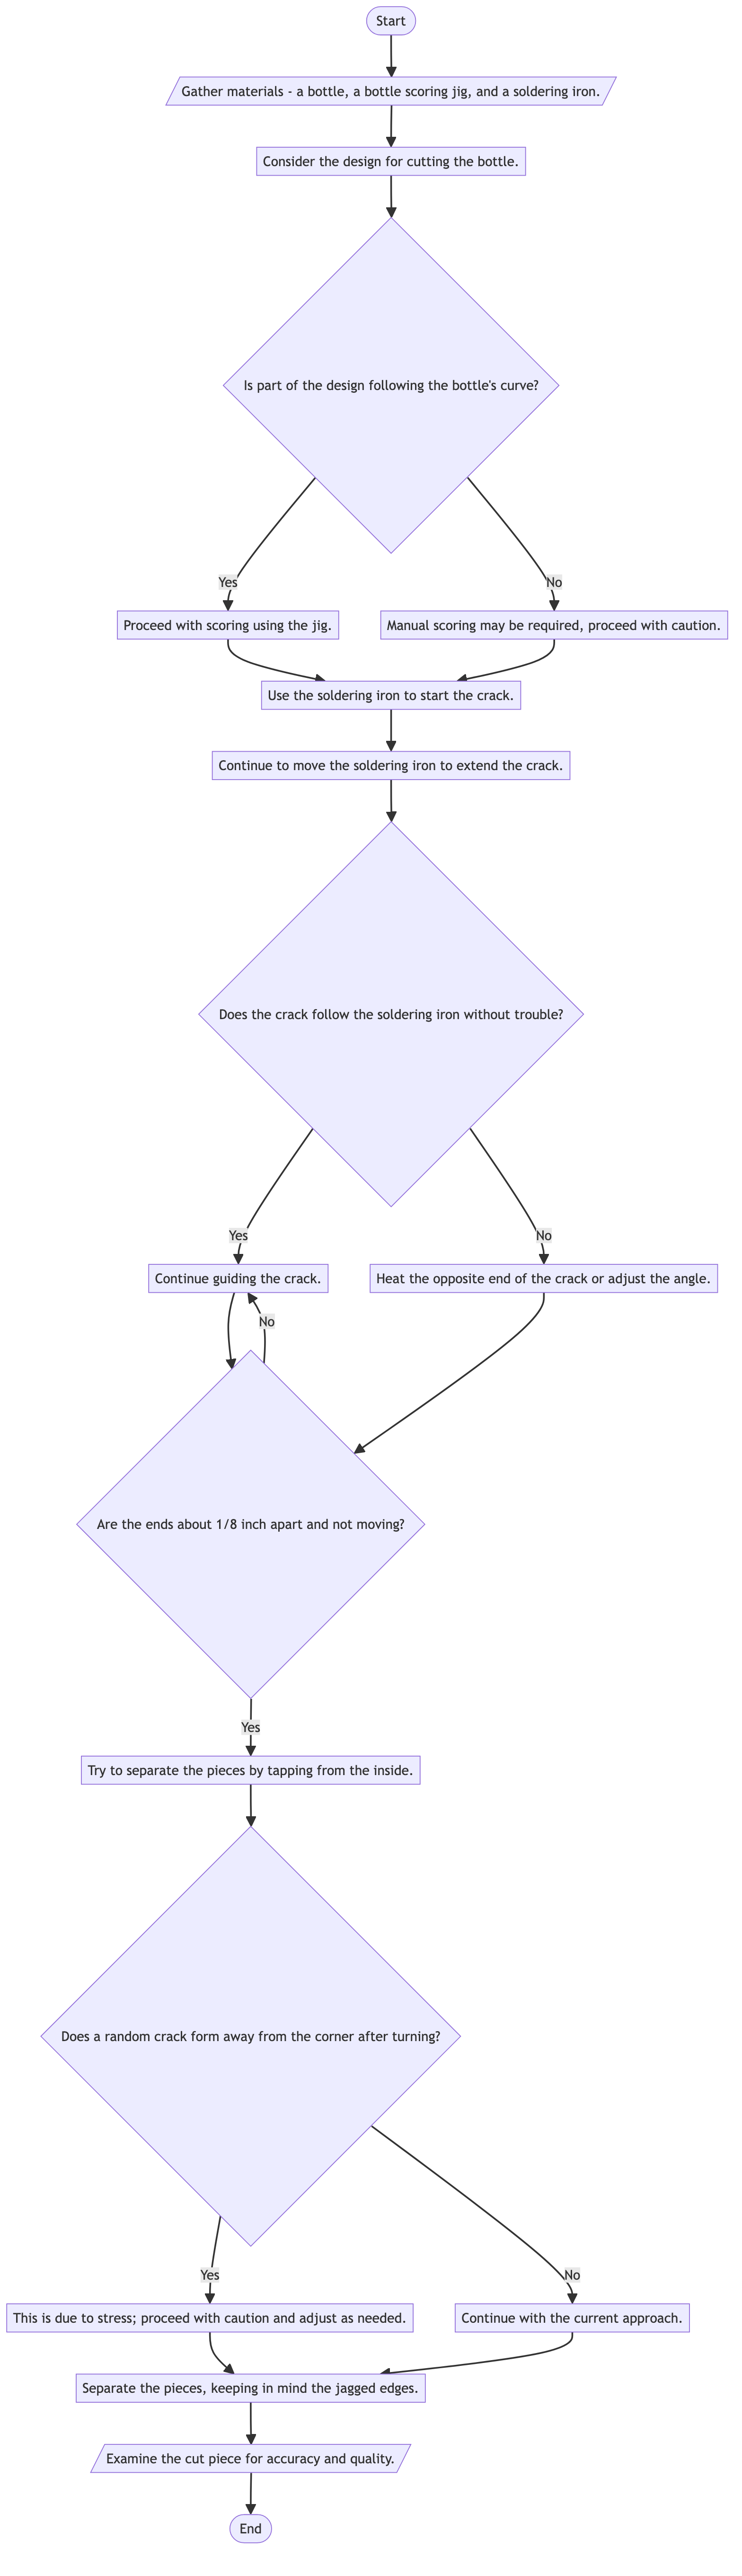 Start
Gather materials - a bottle, a bottle scoring jig, and a soldering iron.
Consider the design for cutting the bottle.
Is part of the design following the bottle's curve?
Yes
No
Proceed with scoring using the jig.
Manual scoring may be required, proceed with caution.
Use the soldering iron to start the crack.
Continue to move the soldering iron to extend the crack.
Does the crack follow the soldering iron without trouble?
Yes
No
Continue guiding the crack.
Heat the opposite end of the crack or adjust the angle.
No
Are the ends about 1/8 inch apart and not moving?
Yes
Try to separate the pieces by tapping from the inside.
Does a random crack form away from the corner after turning?
Yes
No
This is due to stress; proceed with caution and adjust as needed.
Continue with the current approach.
Separate the pieces, keeping in mind the jagged edges.
Examine the cut piece for accuracy and quality.
End